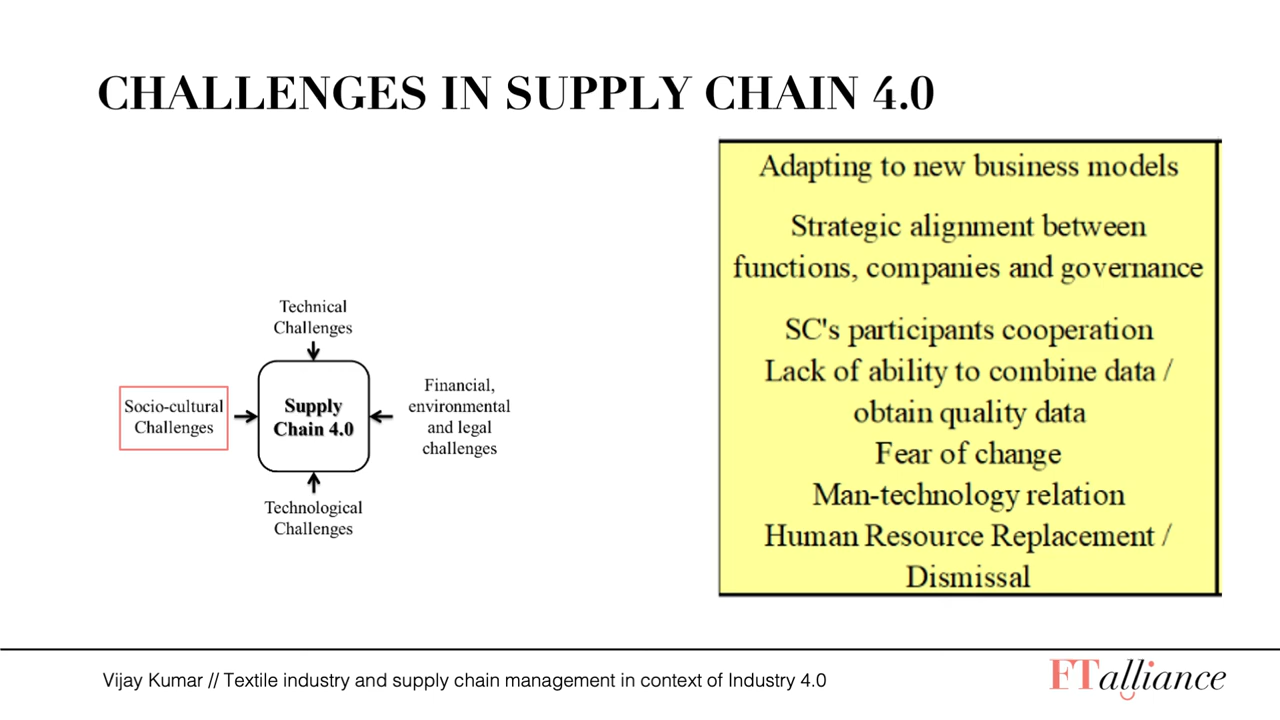 CHALLENGES IN SUPPLY CHAIN 4.0
Technical
Challenges
Socio-cultural
Challenges
Supply
Chain 4.0
Financial,
environmental
and legal
challenges
Technological
Challenges
Adapting to new business models
Strategic alignment between
functions, companies and governance
SC's participants cooperation
Lack of ability to combine data /
obtain quality data
Fear of change
Man-technology relation
Human Resource Replacement /
Dismissal
Vijay Kumar // Textile industry and supply chain management in context of Industry 4.0
FTalliance